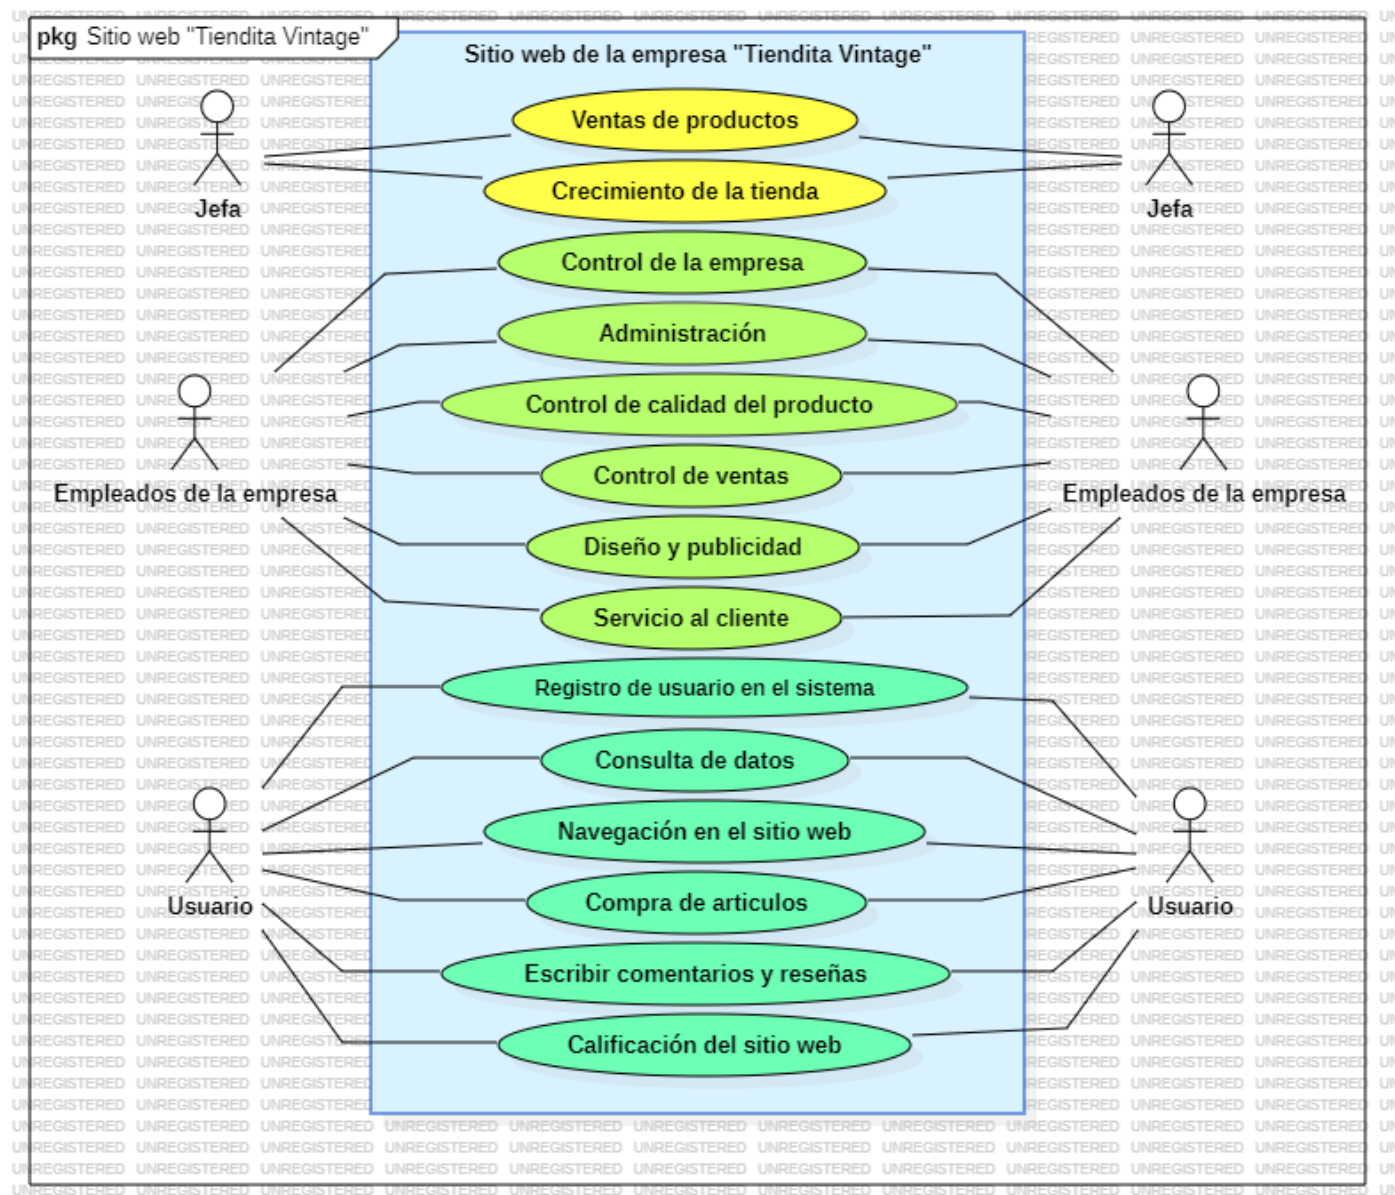 pkg Sitio web "Tiendita Vintage"
Sitio web de la empresa "Tiendita Vintage"
Ventas de productos
Crecimiento de la tienda
Jefa
Jefa
Control de la empresa
Administración
Control de calidad del producto
Control de ventas
Empleados de la empresa
Empleados de la empresa
Diseño y publicidad
Servicio al cliente
Registro de usuario en el sistema
Consulta de datos
Navegación en el sitio web
Compra de articulos
Usuario
Usuario
Escribir comentarios y reseñas
Calificación del sitio web
UNREGISTERED